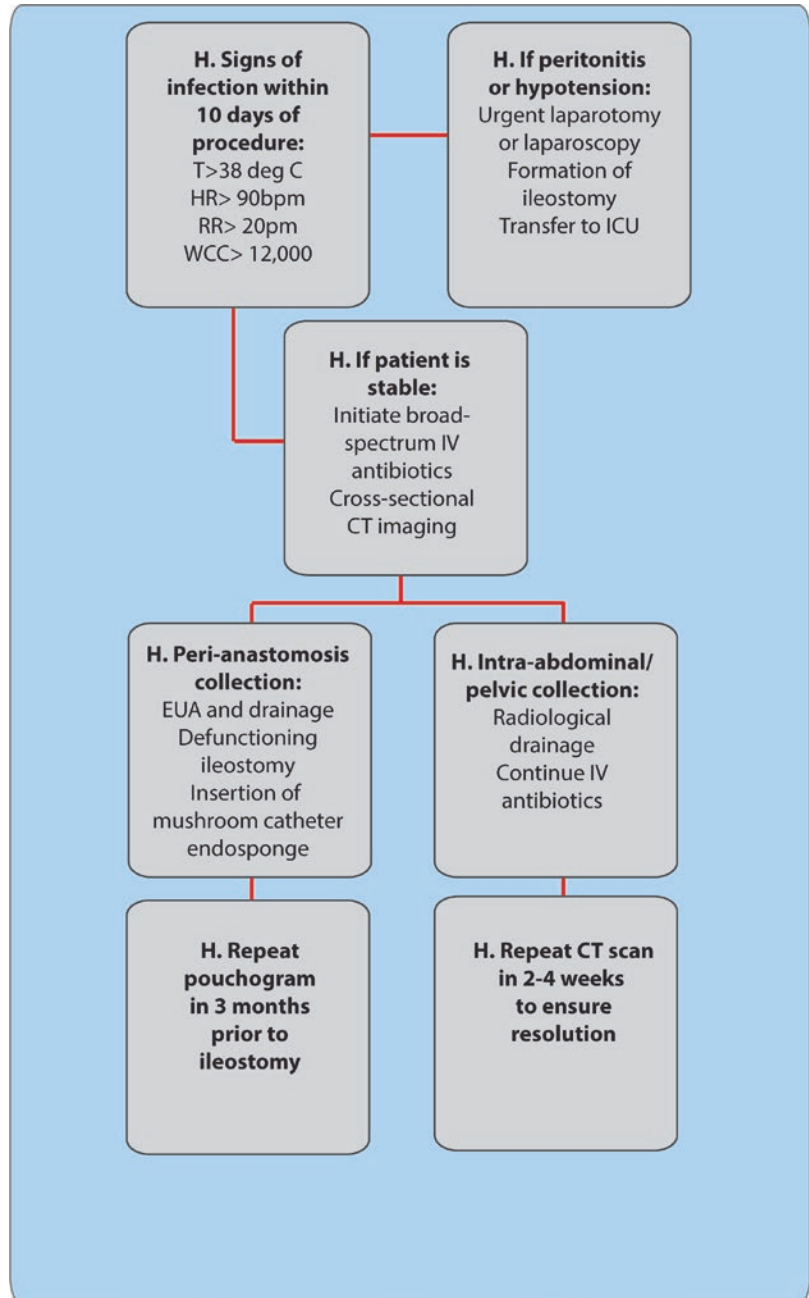 H. Signs of
infection within
10 days of
procedure:
T>38 deg C
HR> 90bpm
RR> 20pm
WCC> 12,000
H. If peritonitis
or hypotension:
Urgent laparotomy
or laparoscopy
Formation of
ileostomy
Transfer to ICU
H. If patient is
stable:
Initiate broad-
spectrum IV
antibiotics
Cross-sectional
CT imaging
H. Peri-anastomosis
collection:
EUA and drainage
Defunctioning
ileostomy
Insertion of
mushroom catheter
endosponge
H. Intra-abdominal/
pelvic collection:
Radiological
drainage
Continue IV
antibiotics
H. Repeat
pouchogram
in 3 months
prior to
ileostomy
H. Repeat CT scan
in 2-4 weeks
to ensure
resolution